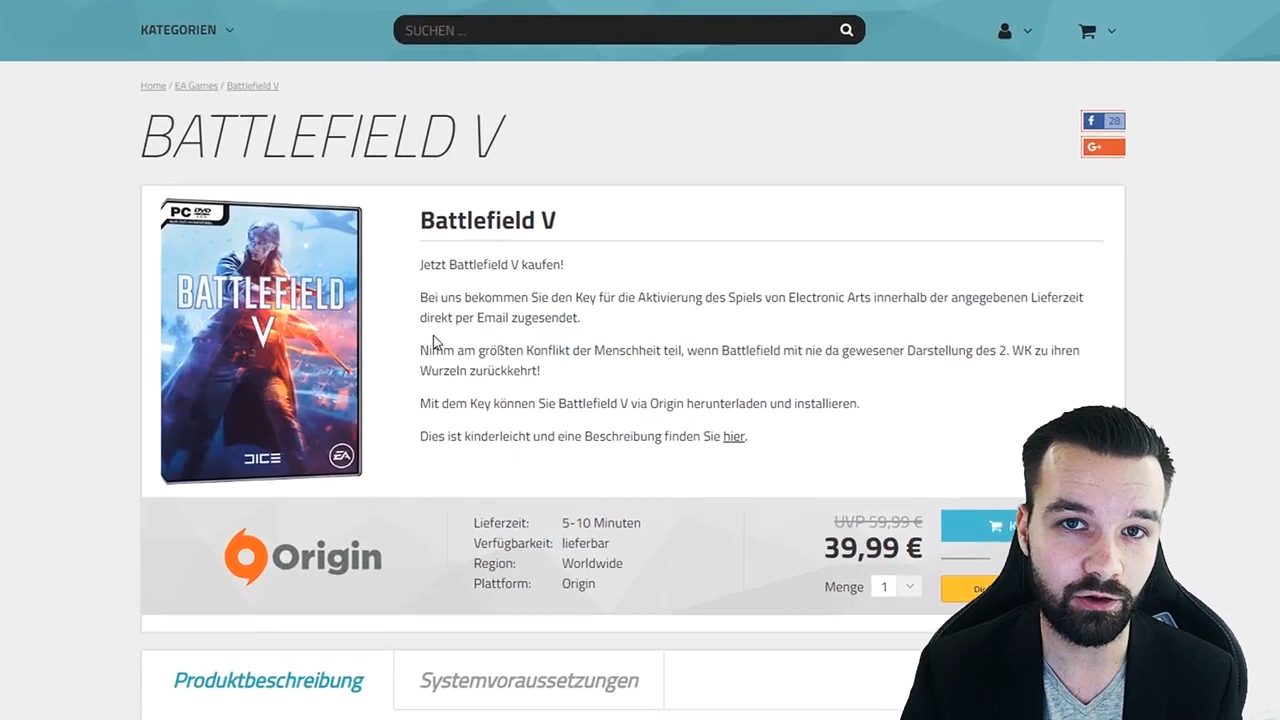 KATEGORIEN
SUCHEN ...
Home / EA Games / Battlefield V
BATTLEFIELD V
28
G+
PC DVD
BATTLEFIELD
V
DICE
EA
Battlefield V
Jetzt Battlefield V kaufen!
Bei uns bekommen Sie den Key für die Aktivierung des Spiels von Electronic Arts innerhalb der angegebenen Lieferzeit
direkt per Email zugesendet.
Nimm am größten Konflikt der Menschheit teil, wenn Battlefield mit nie da gewesener Darstellung des 2. WK zu ihren
Wurzeln zurückkehrt!
Mit dem Key können Sie Battlefield V via Origin herunterladen und installieren.
Dies ist kinderleicht und eine Beschreibung finden Sie hier.
Origin
Lieferzeit: 5-10 Minuten
Verfügbarkeit: lieferbar
Region: Worldwide
Plattform: Origin
UVP 59,99 €
39,99 €
Menge 1
Produktbeschreibung
Systemvoraussetzungen